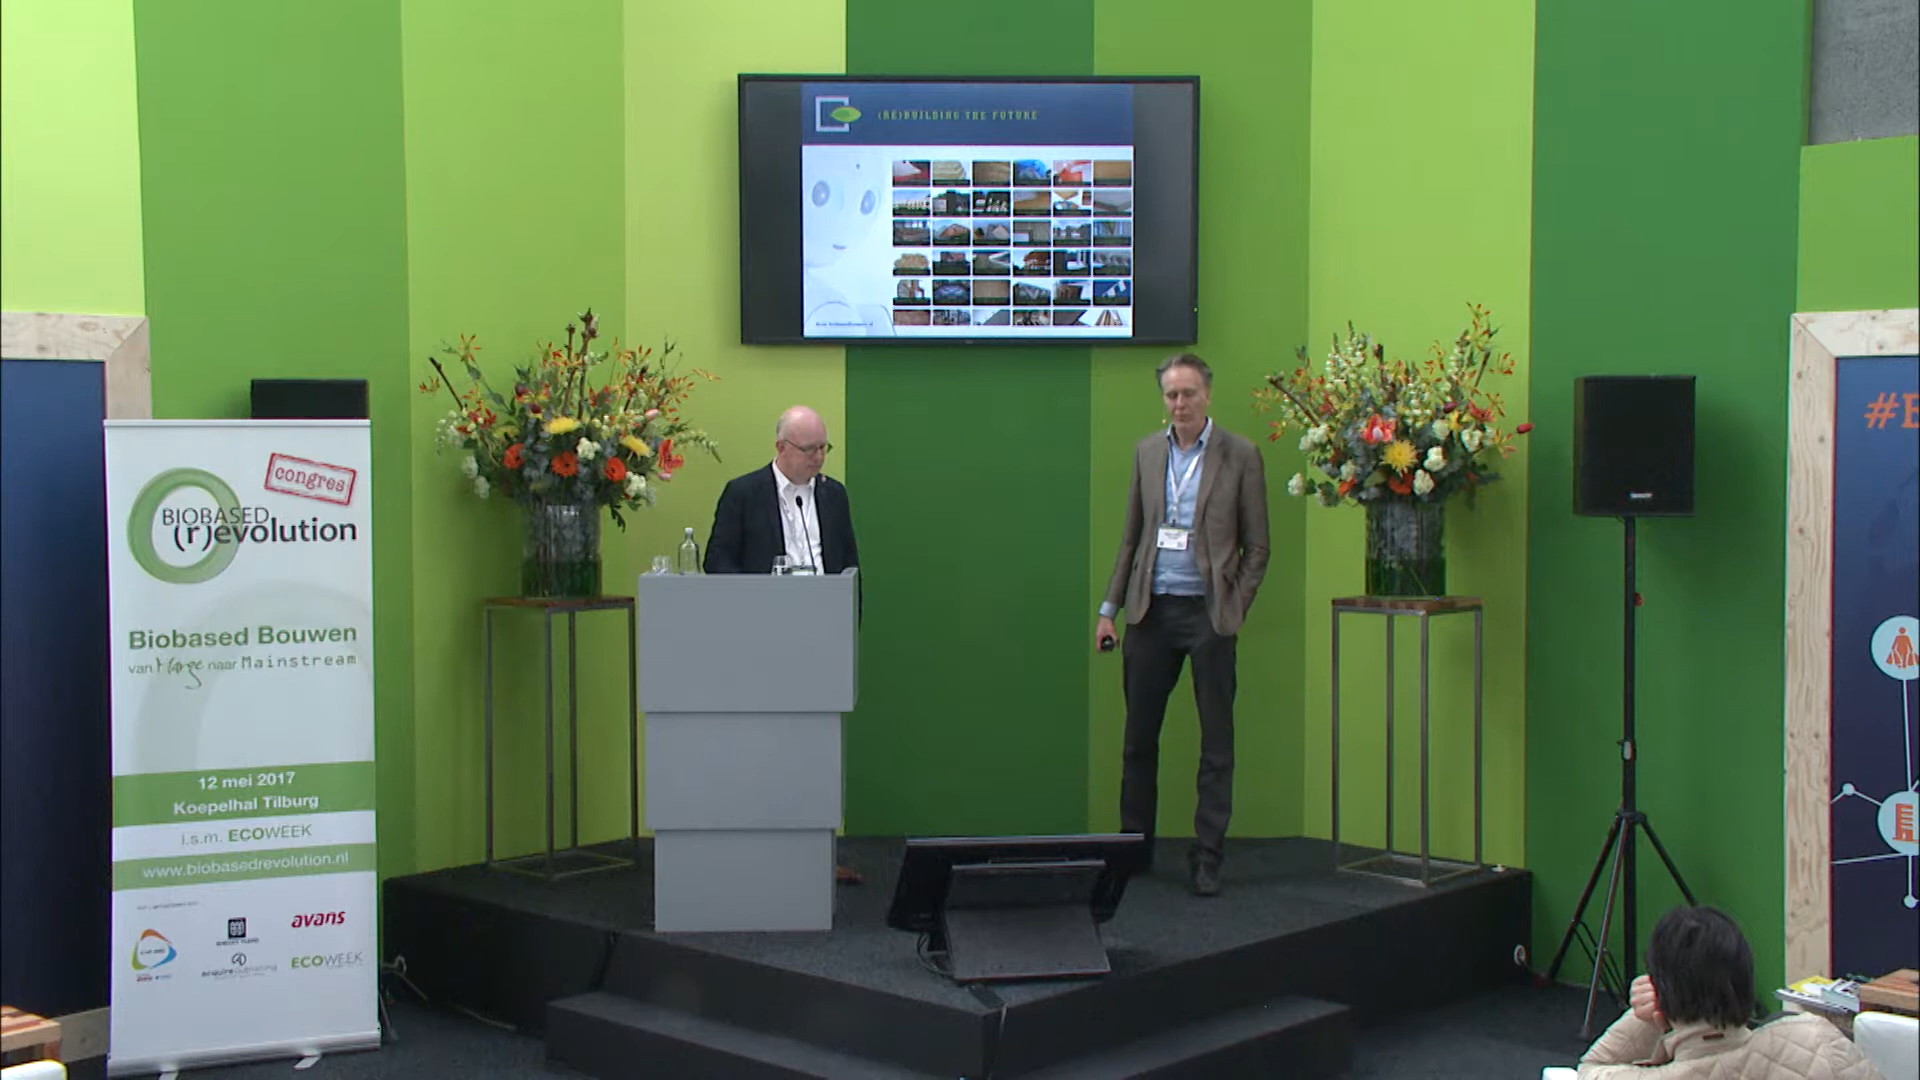 (RE)BUILDING THE FUTURE
congres
BIOBASED
(r)evolution
Biobased Bouwen
van Marge naar Mainstream
12 mei 2017
Koepelhal Tilburg
i.s.m. ECOWEEK
www.biobasedrevolution.nl
avans
ECOWEEK
#E